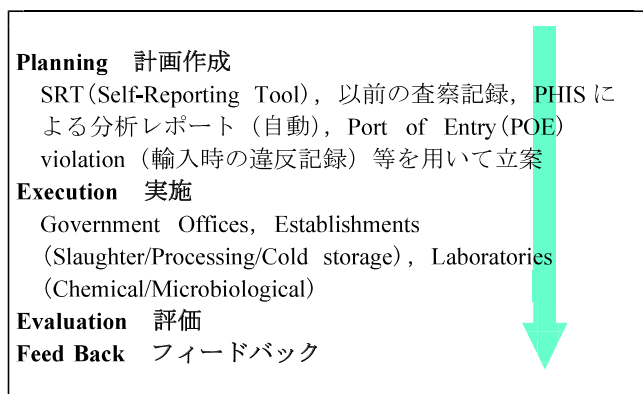 Planning 計画作成
SRT(Self-Reporting Tool)，以前の査察記録，PHIS に
よる分析レポート（自動），Port of Entry(POE)
violation（輸入時の違反記録）等を用いて立案
Execution 実施
Government Offices，Establishments
(Slaughter/Processing/Cold storage)，Laboratories
(Chemical/Microbiological)
Evaluation 評価
Feed Back フィードバック